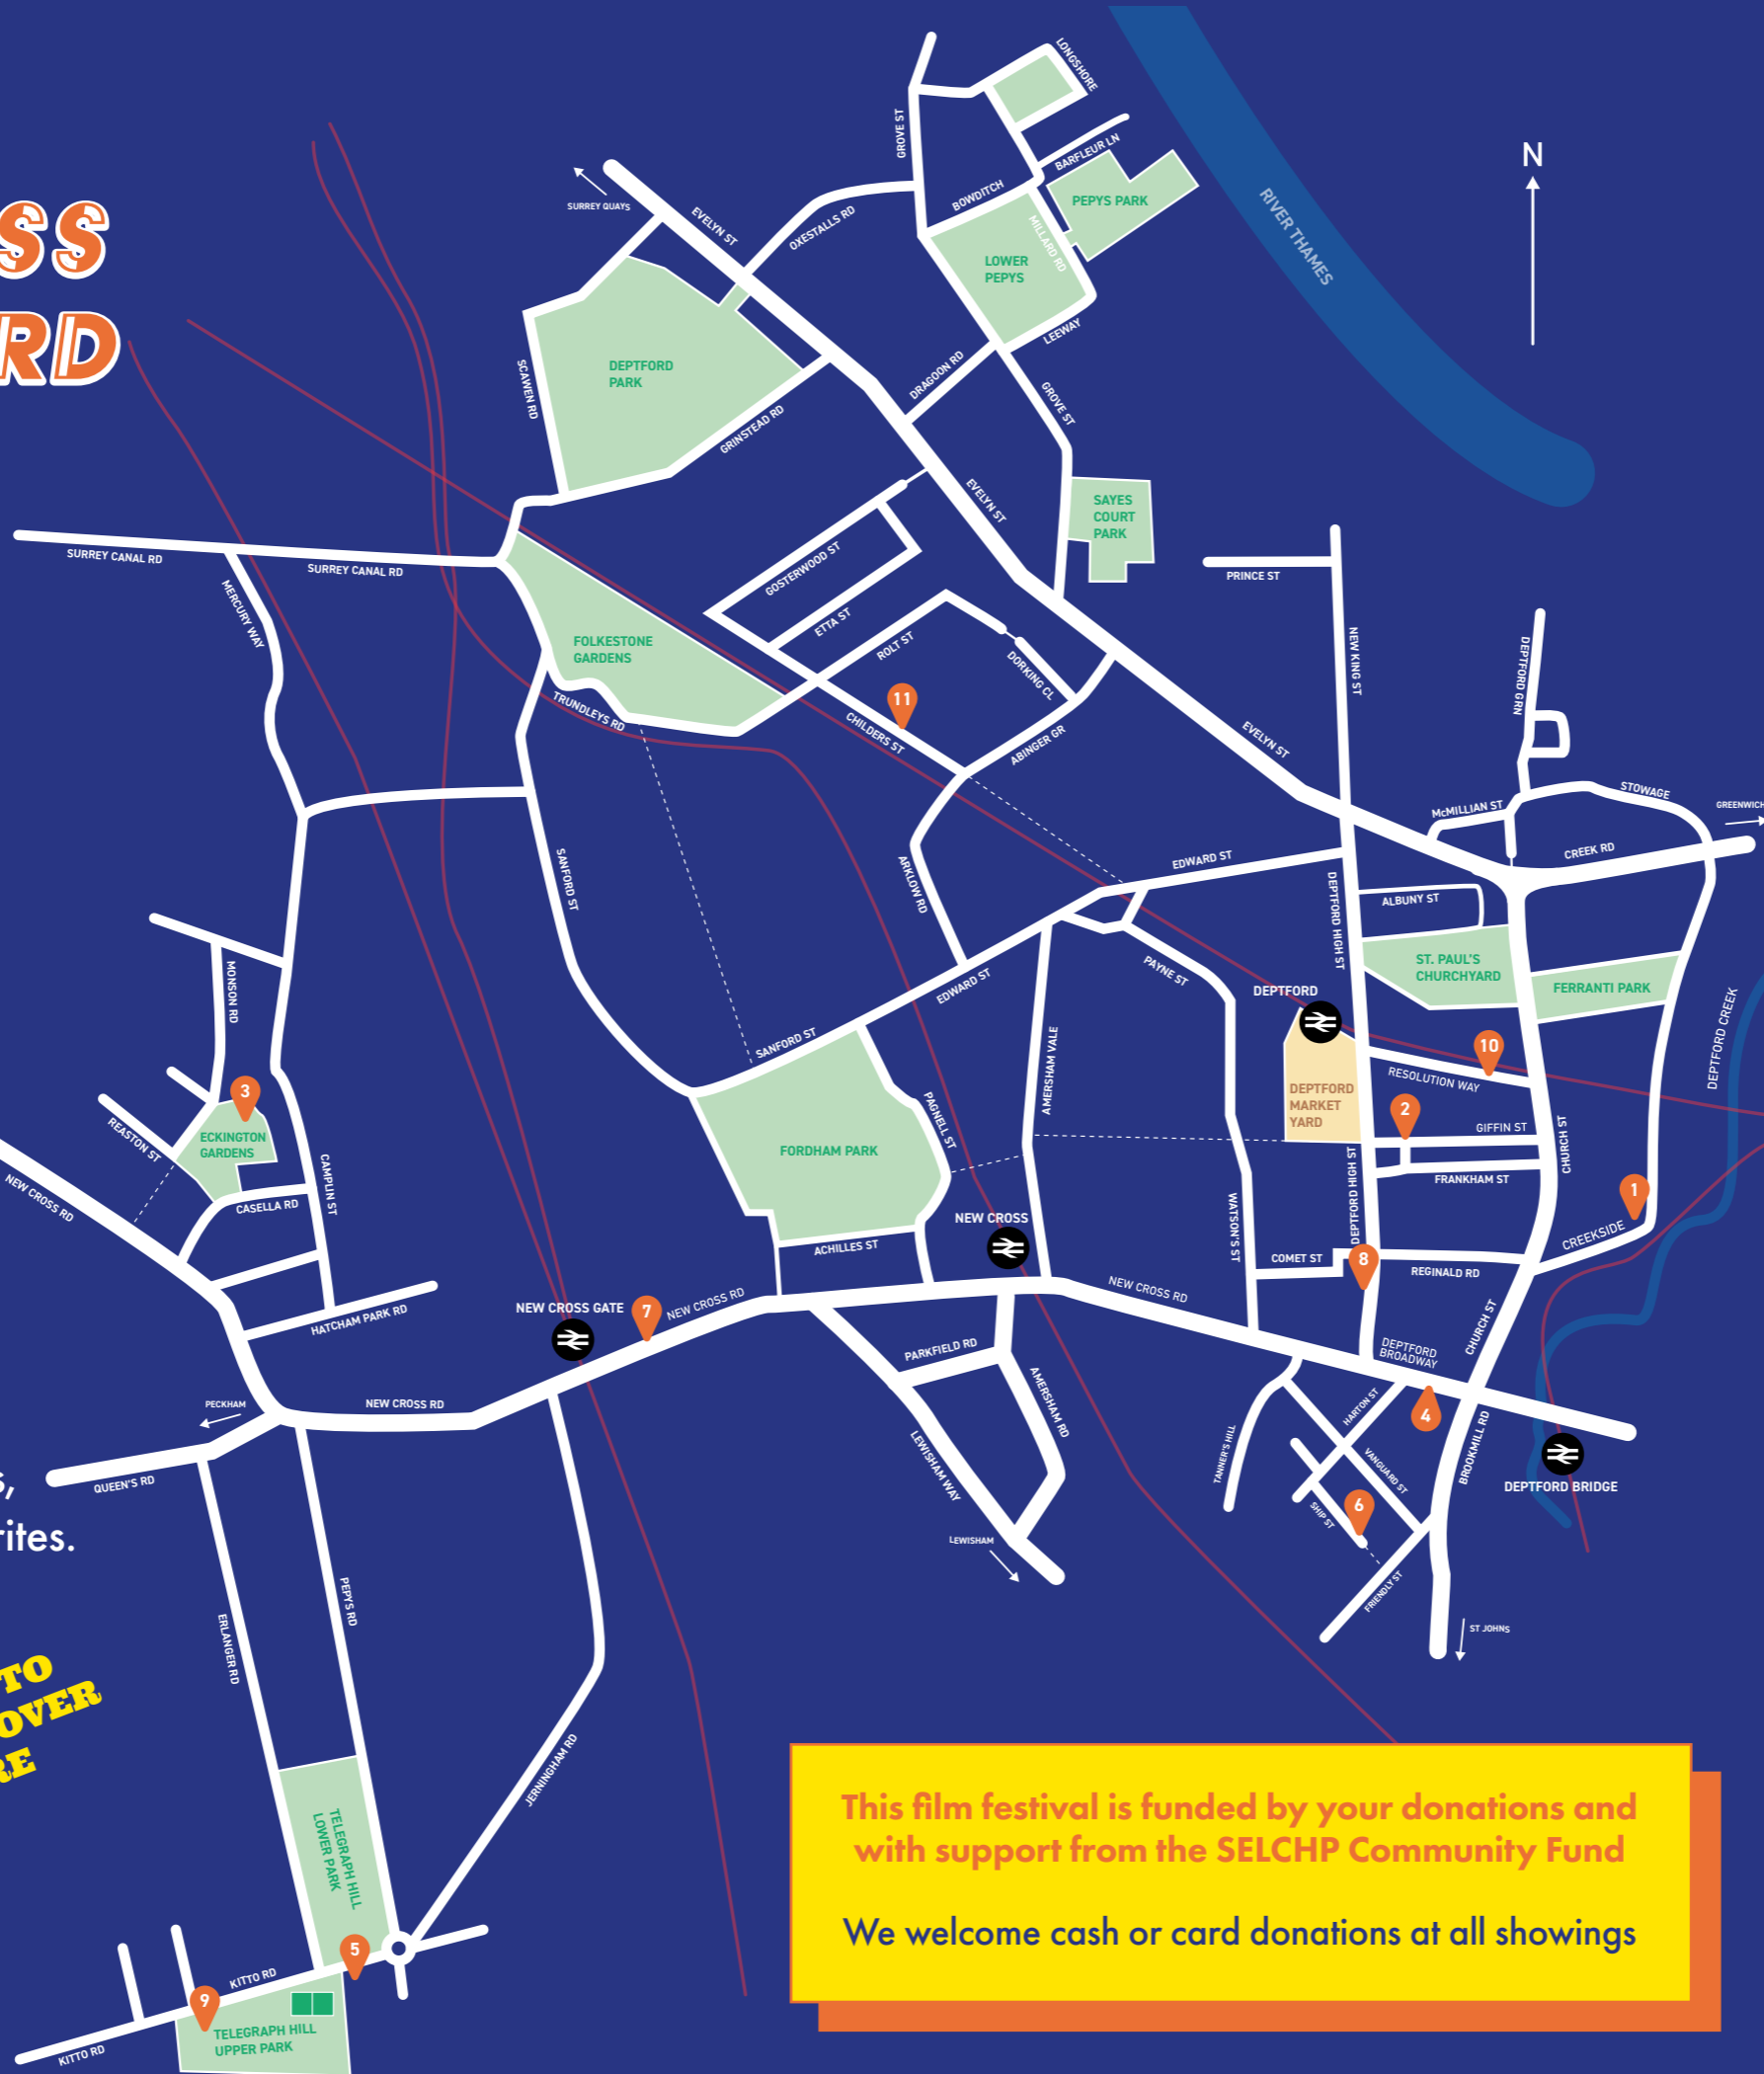 SS
RD
LONGSHORE
GROVE ST
BARFLEUR LN
N
SURREY QUAYS
EVELYN ST
OXESTALLS RD
BOWDITCH
PEPYS PARK
MILLARD RD
RIVER THAMES
LOWER
PEPYS
LEEWAY
DEPTFORD
PARK
SCAWEN RD
GRINSTEAD RD
DRAGOON RD
GROVE ST
EVELYN ST
SAYES
COURT
PARK
SURREY CANAL RD
SURREY CANAL RD
GOSTERWOOD ST
PRINCE ST
MERCURY WAY
ETTA ST
FOLKESTONE
GARDENS
ROLT ST
DORKING CL
NEW KING ST
DEPTFORD GRN
TRUNDLEYS RD
11
CHILDERS ST
ABINGER GR
EVELYN ST
STOWAGE
McMILLIAN ST
GREENWICH
CREEK RD
SANFORD ST
ARKLOW RD
EDWARD ST
DEPTFORD HIGH ST
ALBUNY ST
MONSON RD
EDWARD ST
PAYNE ST
ST. PAUL'S
CHURCHYARD
FERRANTI PARK
DEPTFORD
DEPTFORD CREEK
SANFORD ST
AMERSHAM VALE
10
RESOLUTION WAY
3
DEPTFORD
MARKET
YARD
2
PAGNELL ST
REASTON ST
ECKINGTON
GARDENS
FORDHAM PARK
GIFFIN ST
CHURCH ST
FRANKHAM ST
CAMPLIN ST
NEW CROSS RD
CASELLA RD
WATSON'S ST
DEPTFORD HIGH ST
1
NEW CROSS
ACHILLES ST
CREEKSIDE
COMET ST
8
REGINALD RD
NEW CROSS RD
HATCHAM PARK RD
NEW CROSS GATE
7
NEW CROSS RD
CHURCH ST
PARKFIELD RD
DEPTFORD
BROADWAY
AMERSHAM RD
PECKHAM
NEW CROSS RD
HARTON ST
4
LEWISHAM WAY
TANNER'S HILL
VANGUARD ST
BROOKMILL RD
QUEEN'S RD
DEPTFORD BRIDGE
6
SHIP ST
rites.
LEWISHAM
FRIENDLY ST
PEPYS RD
ERLANGER RD
ST JOHNS
TO
OVER
RE
JERNINGHAM RD
TELEGRAPH HILL
LOWER PARK
This film festival is funded by your donations and
with support from the SELCHP Community Fund
We welcome cash or card donations at all showings
5
KITTO RD
9
TELEGRAPH HILL
UPPER PARK
KITTO RD